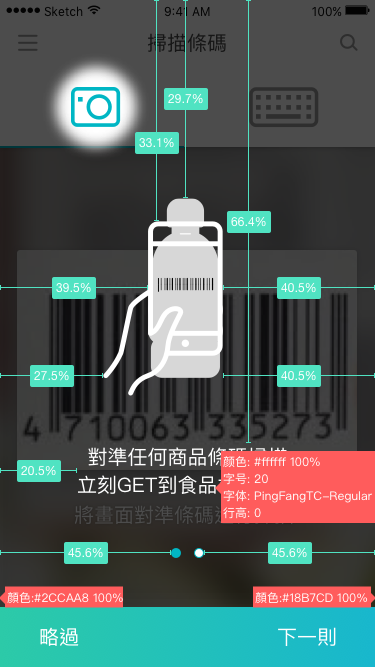 Sketch
9:41 AM
100%
掃描條碼
29.7%
33.1%
66.4%
39.5%
40.5%
27.5%
40.5%
4 710063 335273
對準任何商品條碼掃描
立刻GET到食品
將畫面對準條碼
20.5%
颜色: #ffffff 100%
字号: 20
字体: PingFangTC-Regular
行高: 0
45.6%
45.6%
顏色:#2CCAA8 100%
顏色:#18B7CD 100%
略過
下一則